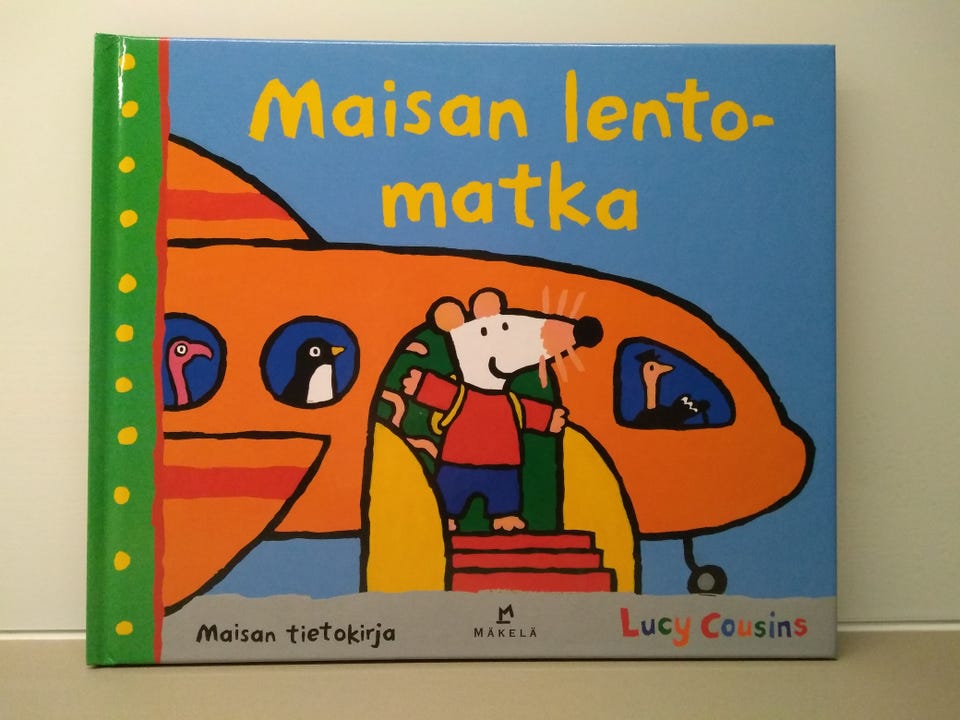 Maisan lento-
matka
Maisan tietokirja
M
MÄKELÄ
Lucy Cousins